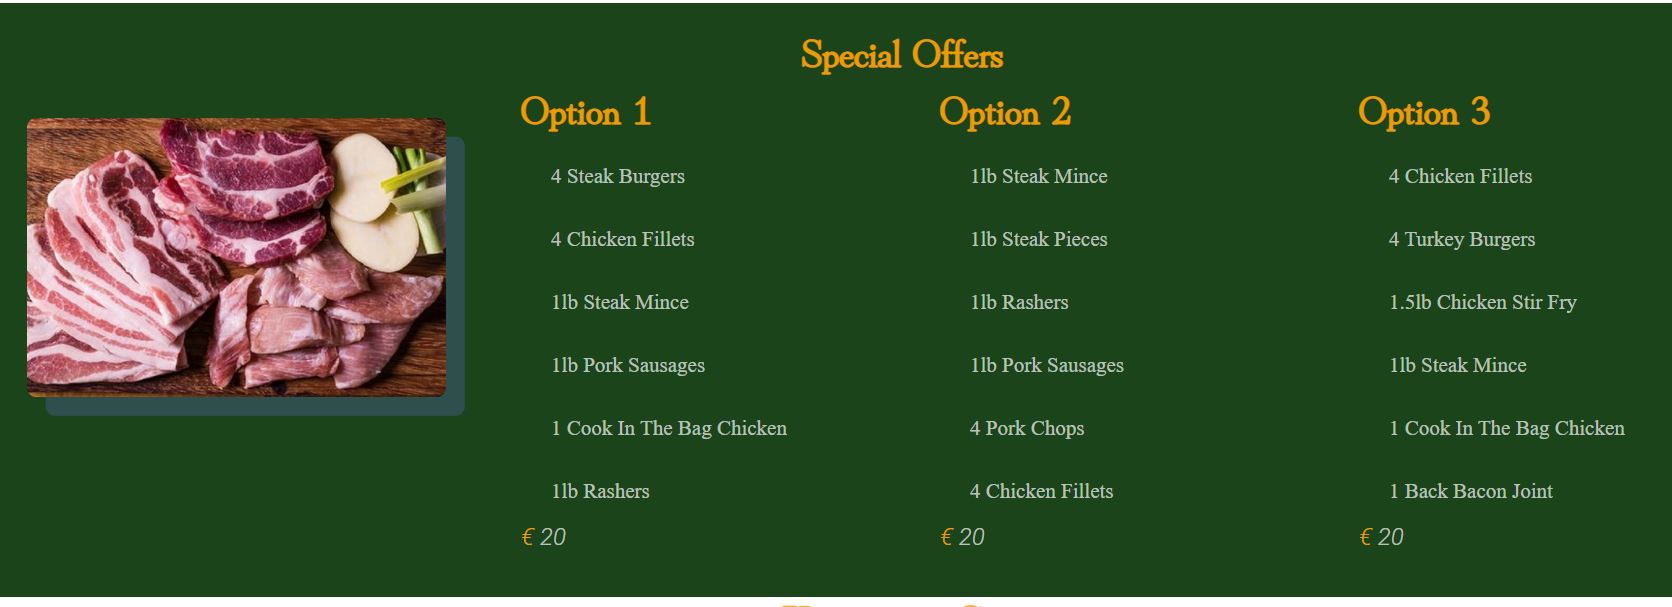 Special Offers
Option 1
4 Steak Burgers
4 Chicken Fillets
1lb Steak Mince
1lb Pork Sausages
1 Cook In The Bag Chicken
1lb Rashers
€ 20
Option 2
1lb Steak Mince
1lb Steak Pieces
1lb Rashers
1lb Pork Sausages
4 Pork Chops
4 Chicken Fillets
€ 20
Option 3
4 Chicken Fillets
4 Turkey Burgers
1.5lb Chicken Stir Fry
1lb Steak Mince
1 Cook In The Bag Chicken
1 Back Bacon Joint
€ 20